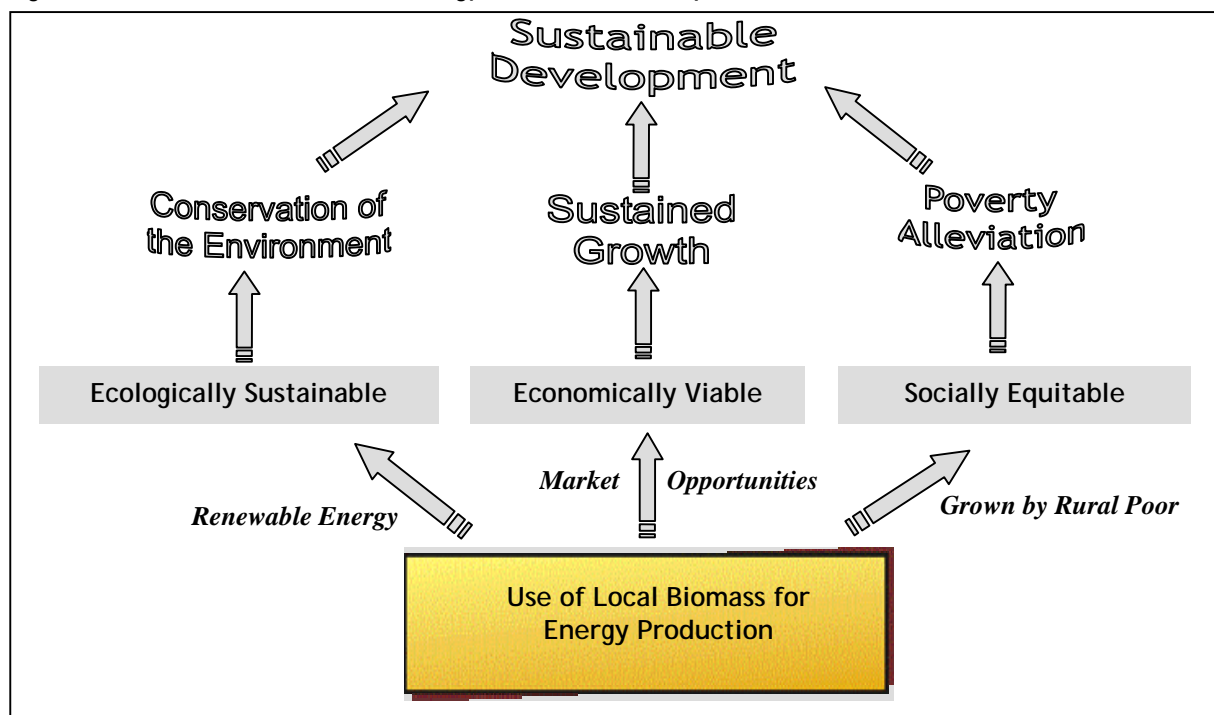 Sustainable
Development
Conservation of
the Environment
Sustained
Growth
Poverty
Alleviation
Ecologically Sustainable
Economically Viable
Socially Equitable
Renewable Energy
Market Opportunities
Grown by Rural Poor
Use of Local Biomass for
Energy Production